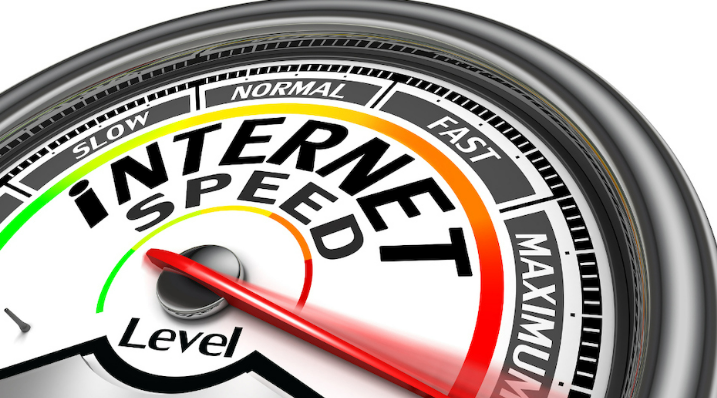 SLOW
NORMAL
FAST
MAXIMUM
iNTERNET
SPEED
Level